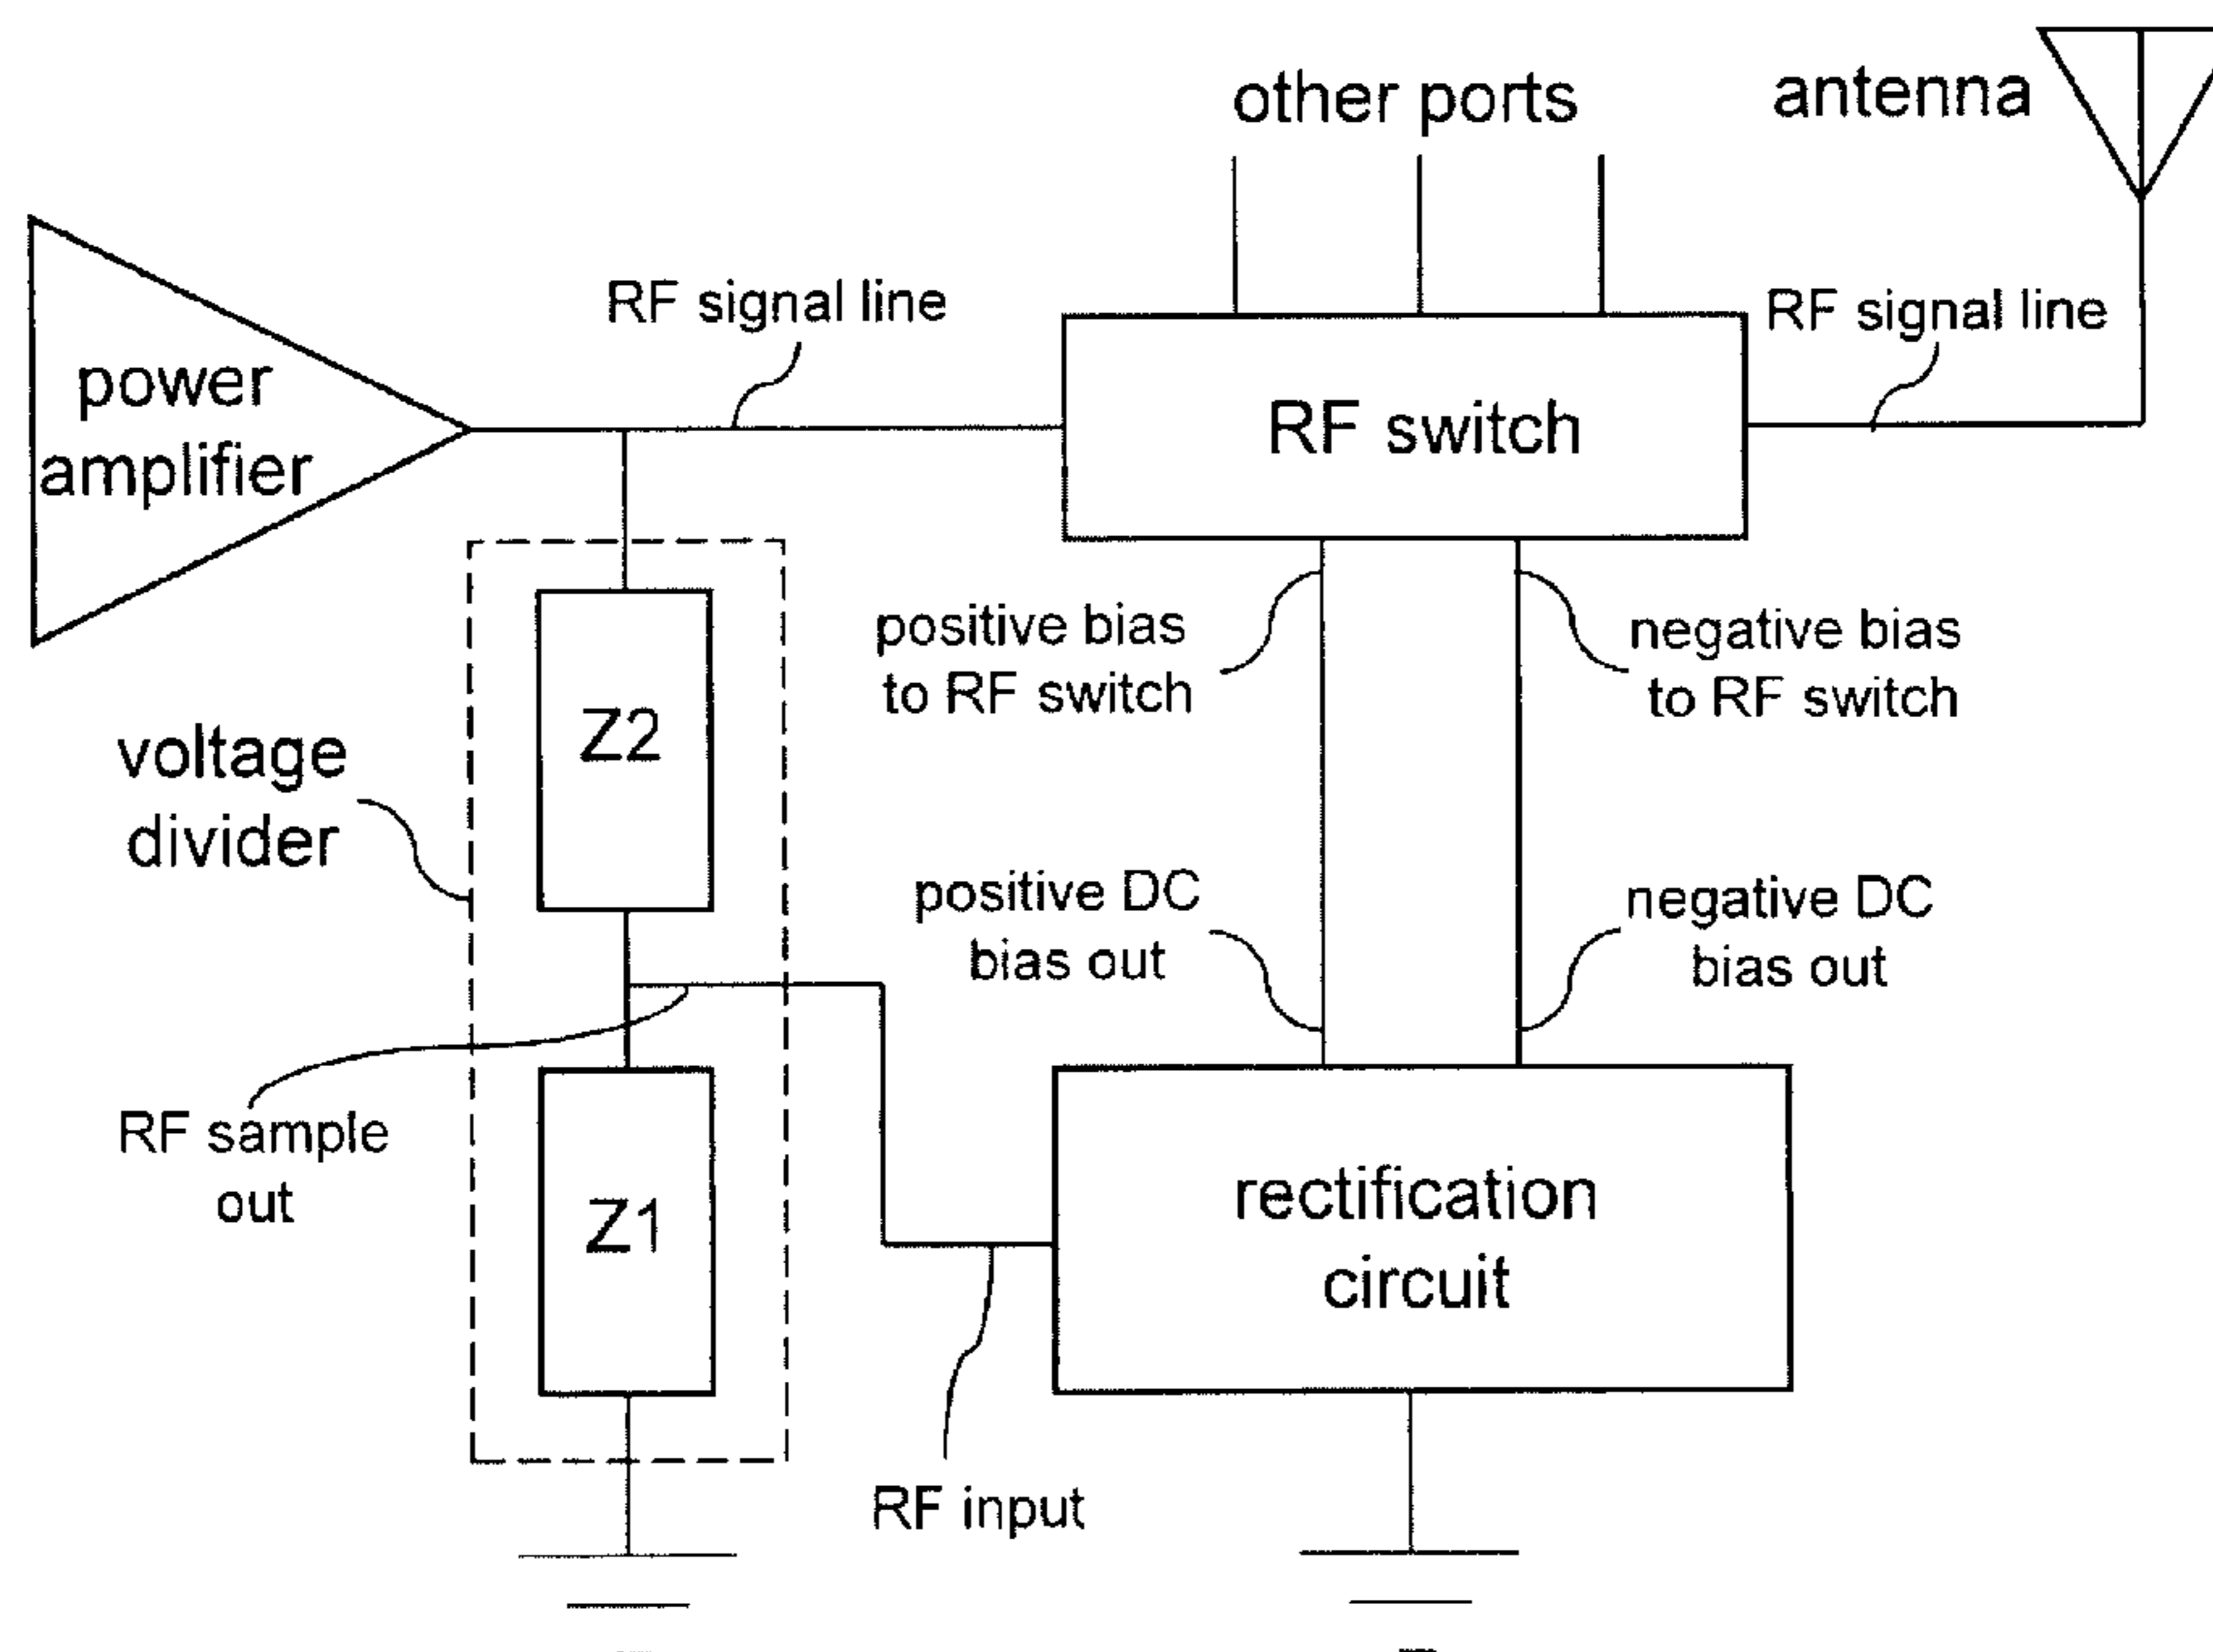 other ports
antenna
RF signal line
RF signal line
power
amplifier
RF switch
positive bias
to RF switch
negative bias
to RF switch
Z2
voltage
divider
positive DC
bias out
negative DC
bias out
RF sample
out
Z1
rectification
circuit
RF input